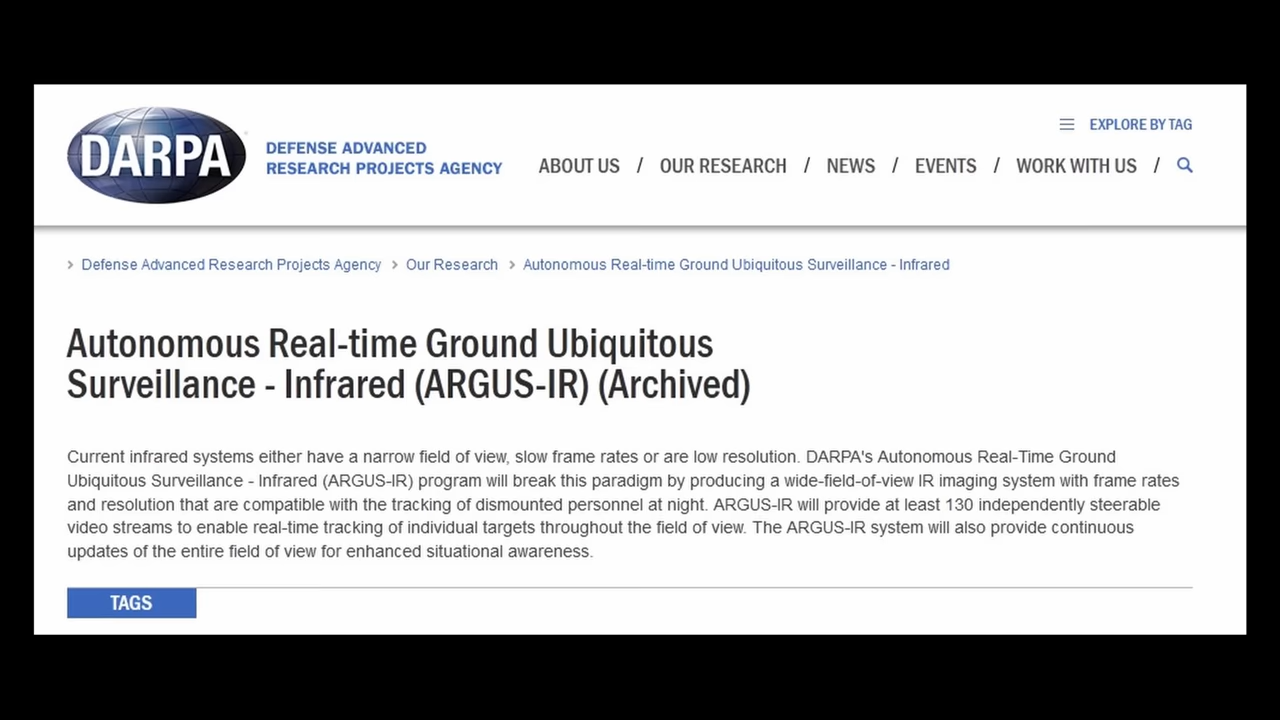 DARPA
DEFENSE ADVANCED
RESEARCH PROJECTS AGENCY
EXPLORE BY TAG
ABOUT US / OUR RESEARCH / NEWS / EVENTS / WORK WITH US /
› Defense Advanced Research Projects Agency › Our Research › Autonomous Real-time Ground Ubiquitous Surveillance - Infrared
Autonomous Real-time Ground Ubiquitous
Surveillance - Infrared (ARGUS-IR) (Archived)
Current infrared systems either have a narrow field of view, slow frame rates or are low resolution. DARPA's Autonomous Real-Time Ground
Ubiquitous Surveillance - Infrared (ARGUS-IR) program will break this paradigm by producing a wide-field-of-view IR imaging system with frame rates
and resolution that are compatible with the tracking of dismounted personnel at night. ARGUS-IR will provide at least 130 independently steerable
video streams to enable real-time tracking of individual targets throughout the field of view. The ARGUS-IR system will also provide continuous
updates of the entire field of view for enhanced situational awareness.
TAGS